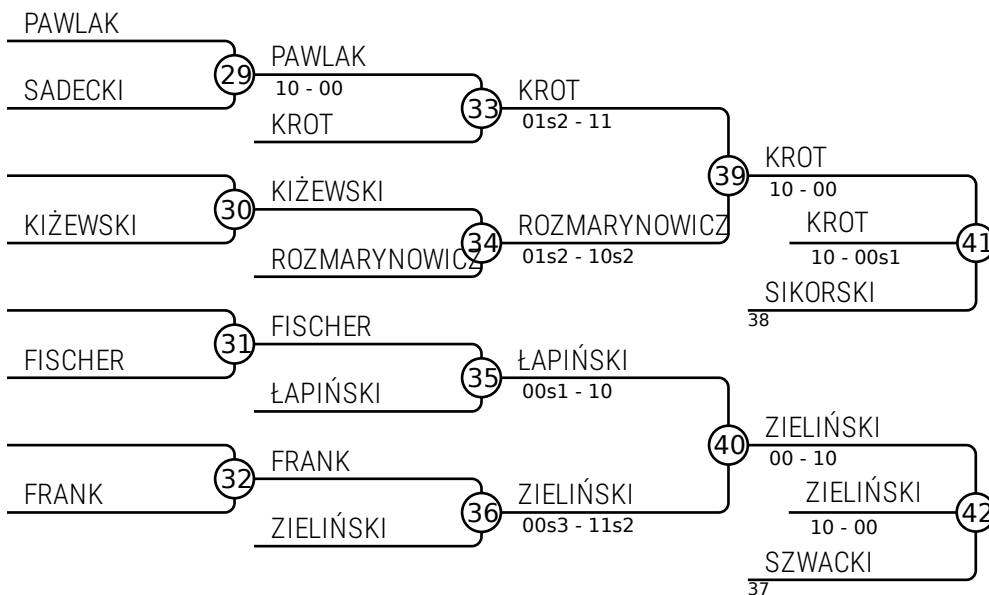 PAWLAK
29
SADECKI
PAWLAK
10 - 00
33
KROT
KROT
01s2 - 11
39
30
KIŻEWSKI
KIŻEWSKI
34
ROZMARYNOWICZ
ROZMARYNOWICZ
01s2 - 10s2
KROT
10 - 00
KROT
10 - 00s1
41
SIKORSKI
38
31
FISCHER
FISCHER
35
ŁAPIŃSKI
ŁAPIŃSKI
00s1 - 10
40
32
FRANK
FRANK
36
ZIELIŃSKI
ZIELIŃSKI
00s3 - 11s2
ZIELIŃSKI
00 - 10
ZIELIŃSKI
10 - 00
42
SZWACKI
37